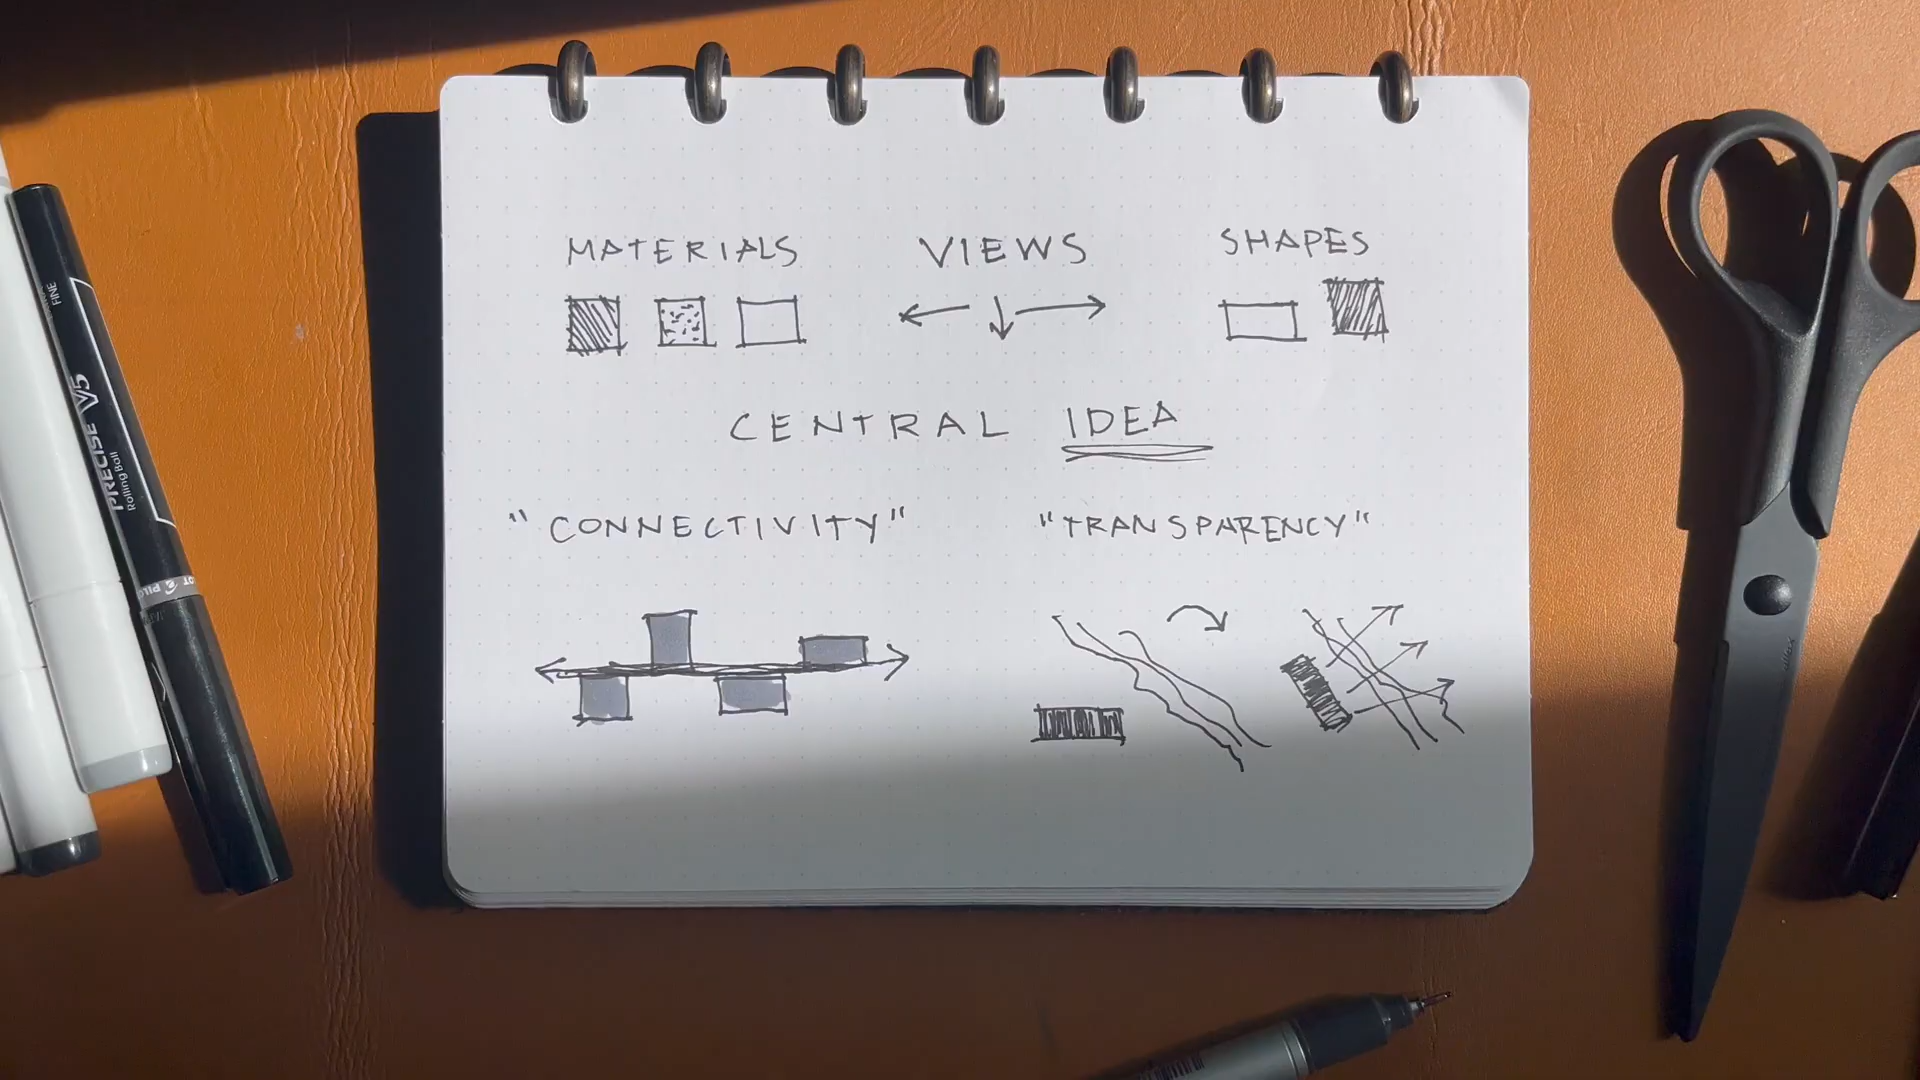 MATERIALS VIEWS SHAPES
CENTRAL IDEA
"CONNECTIVITY" "TRANSPARENCY"
FINE
PRECISE V5
Rolling Ball
PILOT